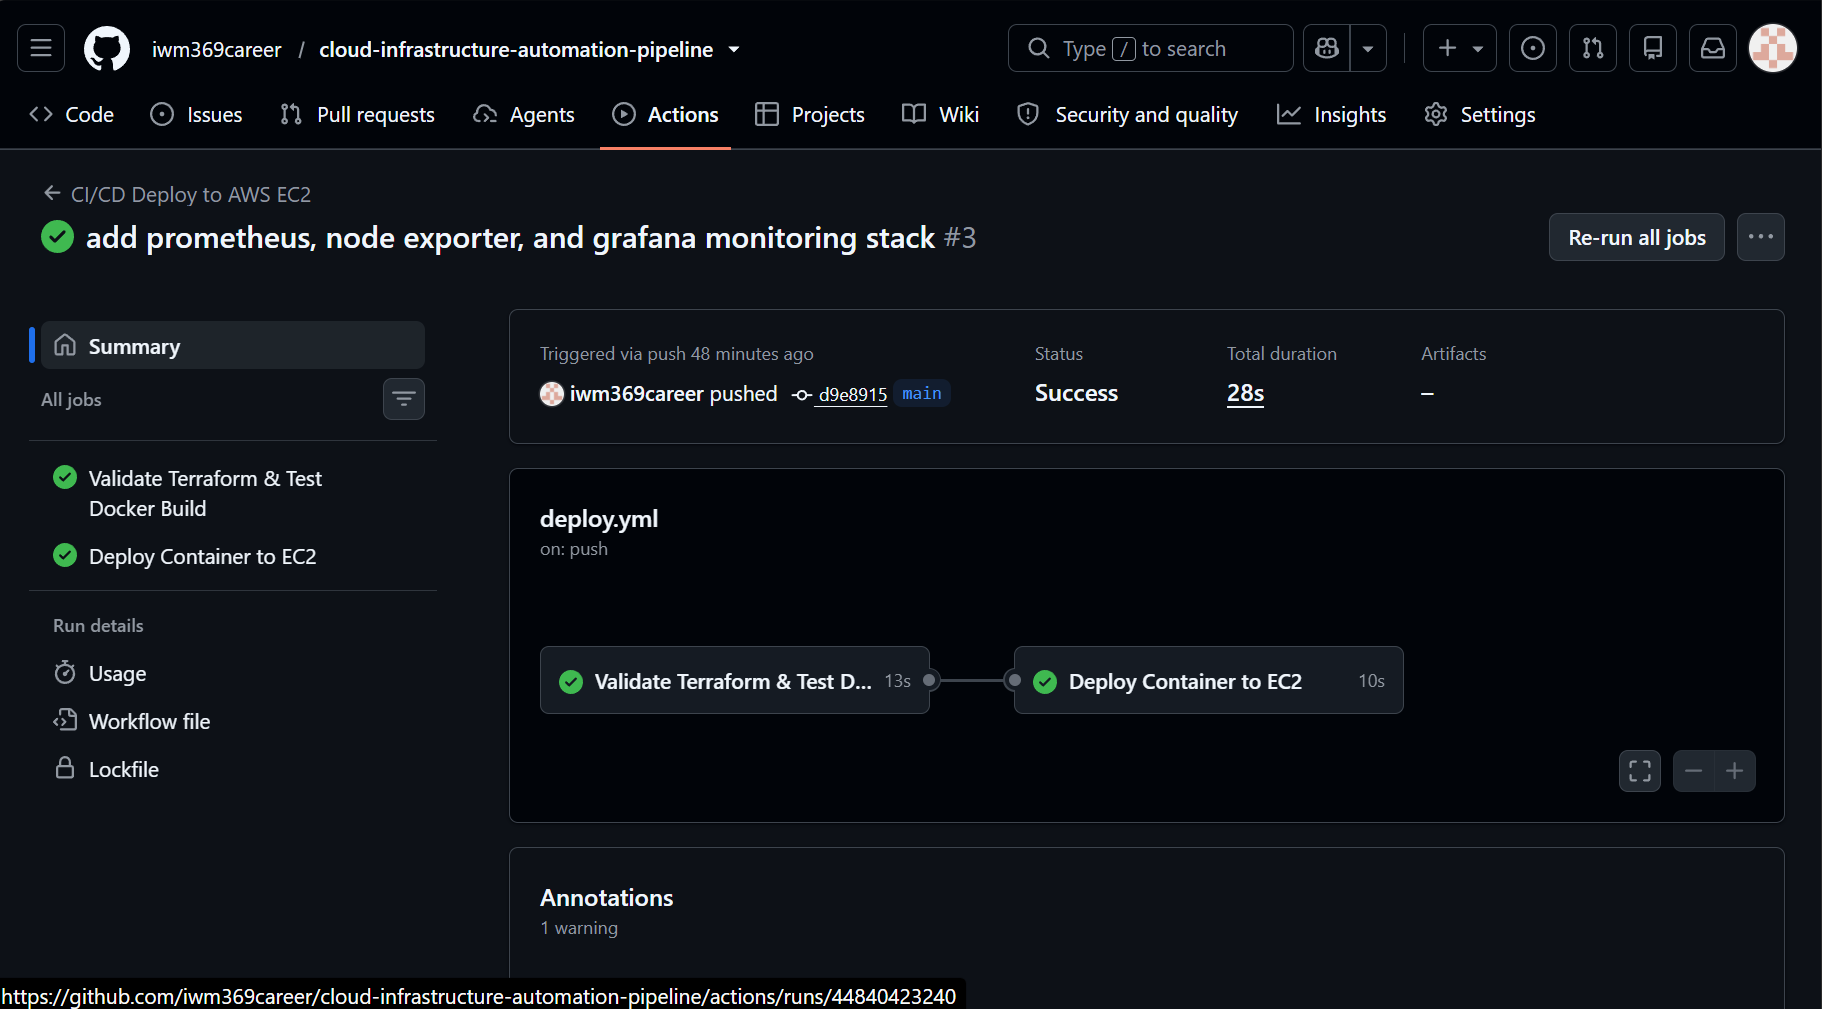 iwm369career / cloud-infrastructure-automation-pipeline
Type / to search
Code
Issues
Pull requests
Agents
Actions
Projects
Wiki
Security and quality
Insights
Settings
CI/CD Deploy to AWS EC2
add prometheus, node exporter, and grafana monitoring stack #3
Re-run all jobs
Summary
All jobs
Validate Terraform & Test
Docker Build
Deploy Container to EC2
Run details
Usage
Workflow file
Lockfile
Triggered via push 48 minutes ago
iwm369career pushed d9e8915 main
Status
Success
Total duration
28s
Artifacts
–
deploy.yml
on: push
Validate Terraform & Test D... 13s
Deploy Container to EC2 10s
Annotations
1 warning
https://github.com/iwm369career/cloud-infrastructure-automation-pipeline/actions/runs/44840423240